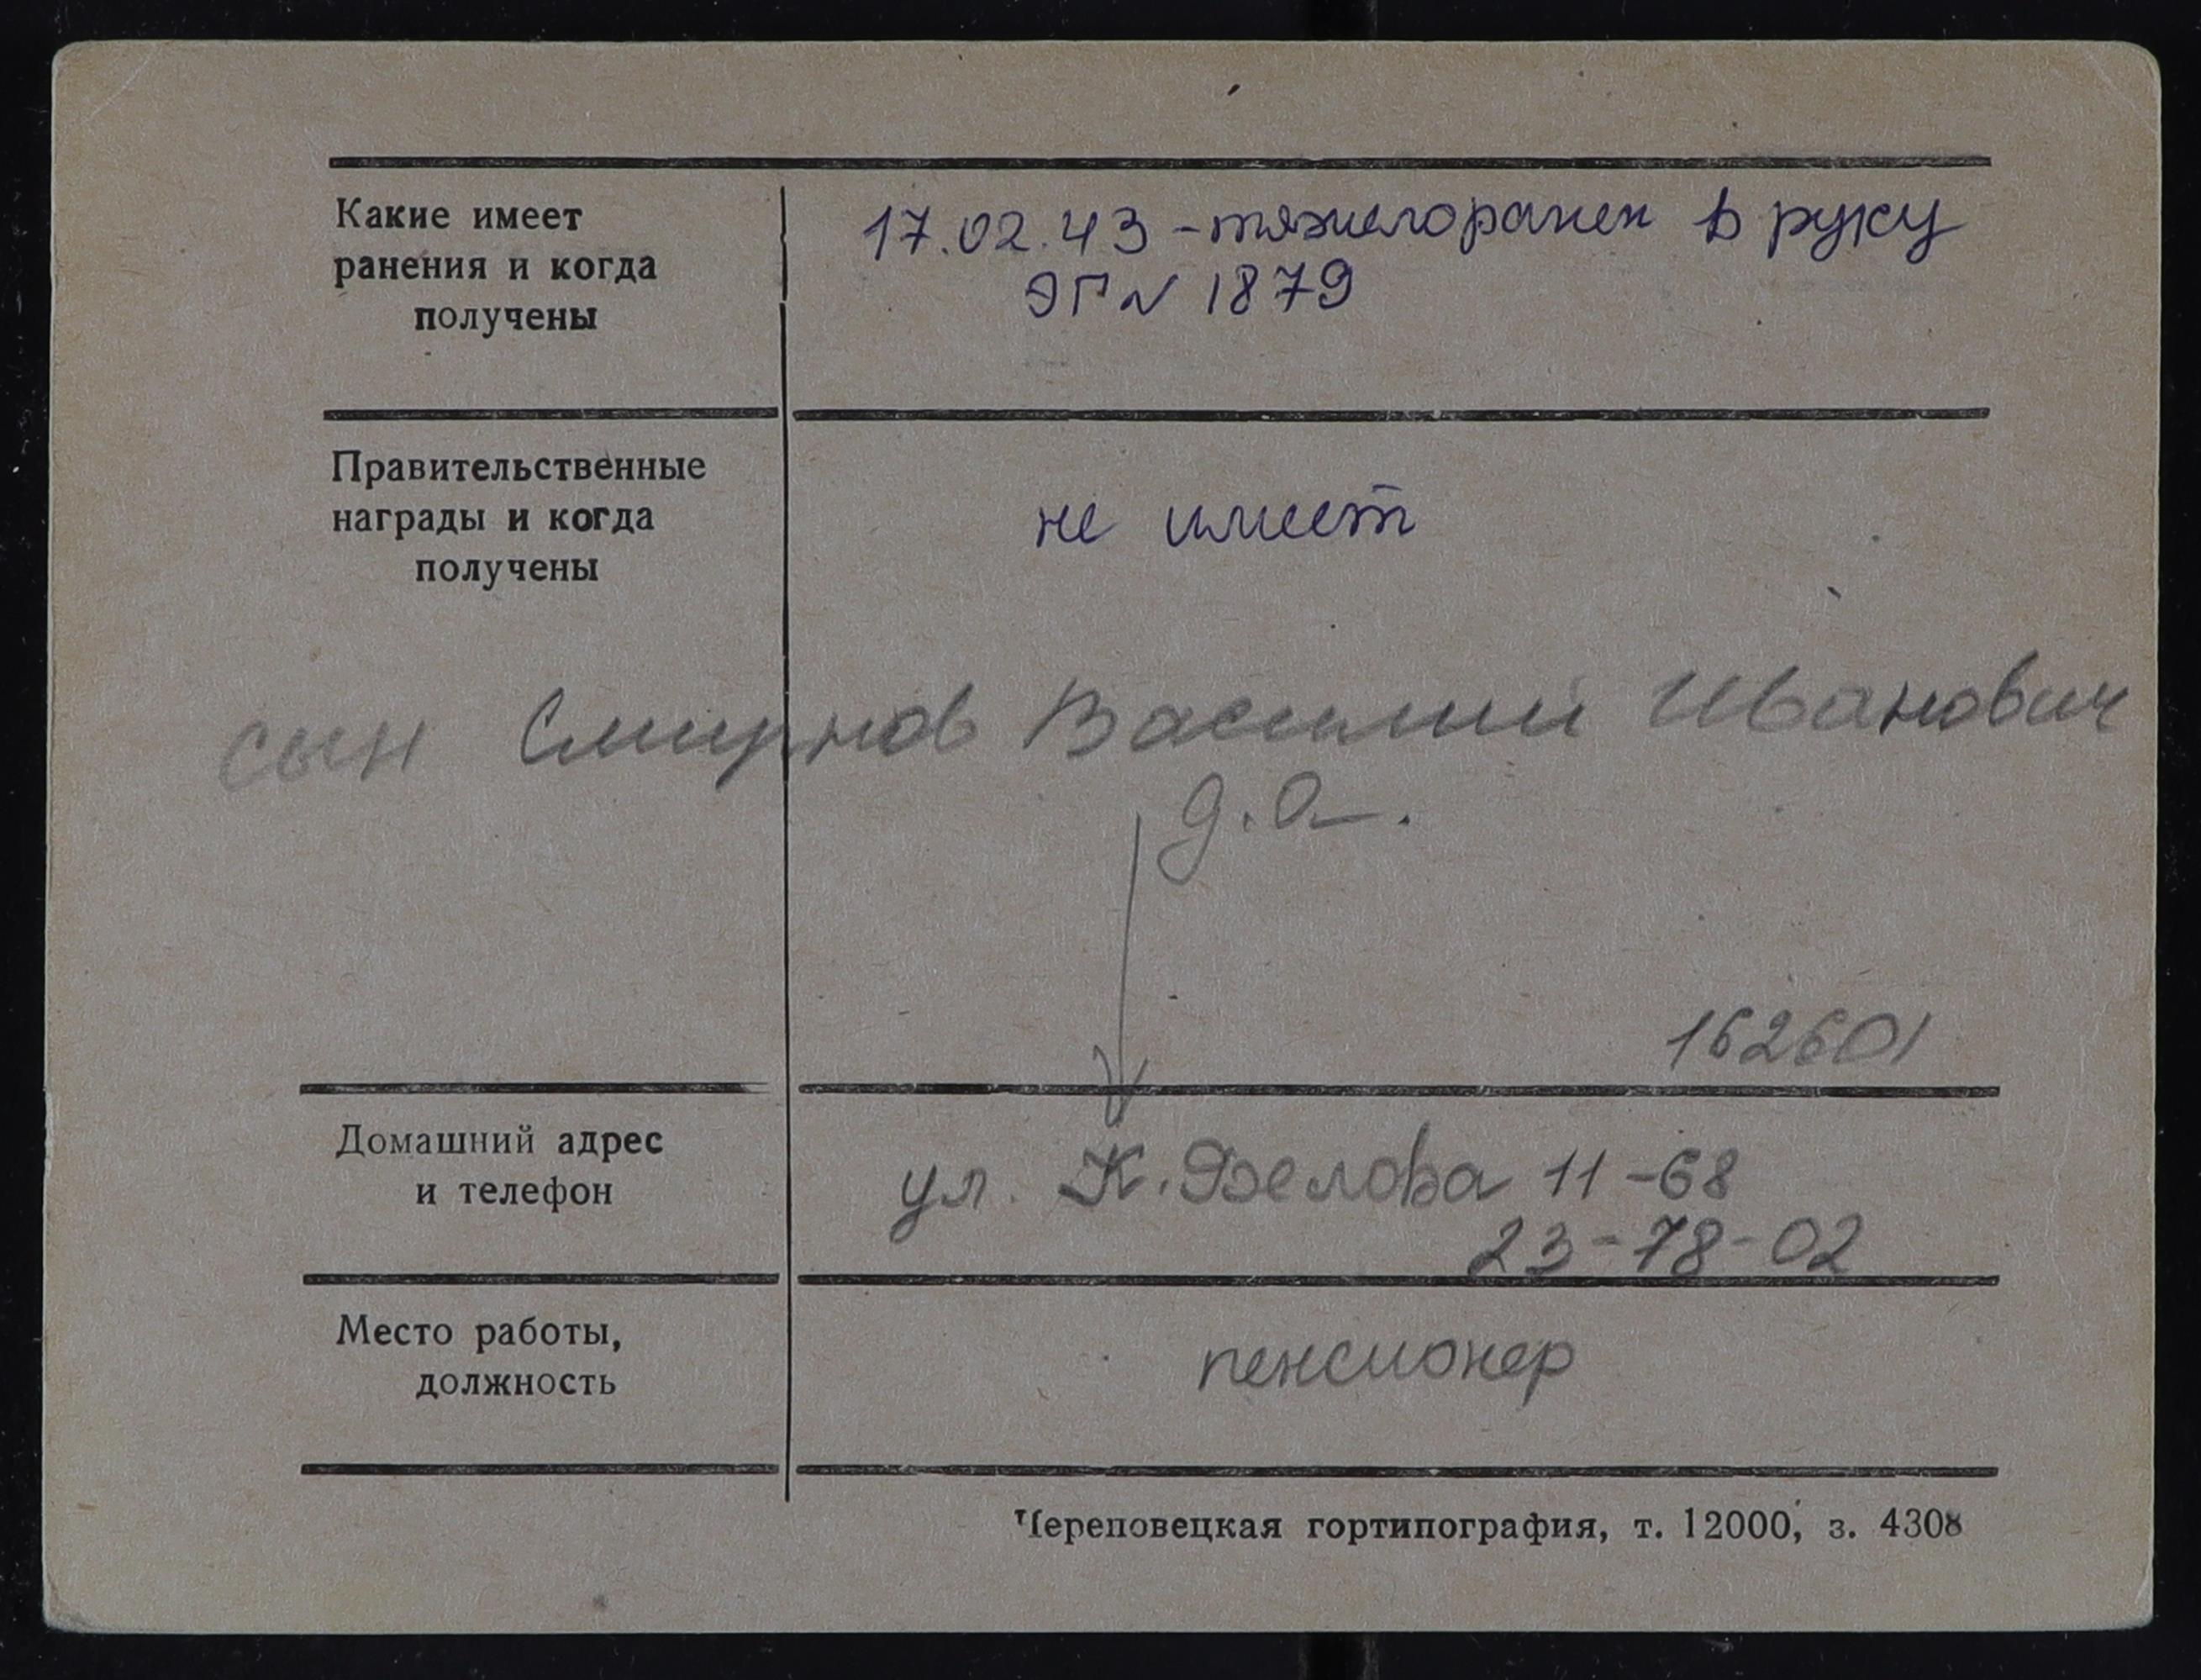 Какие имеет
ранения и когда
получены
17.02.43 - тяжелоранен в руку
ЭГ N 1879
Правительственные
награды и когда
получены
не имеет
сын Смирнов Василий Иванович
д.а.
162601
Домашний адрес
и телефон
ул. К. Белова 11-68
23-78-02
Место работы,
должность
пенсионер
Череповецкая гортипография, т. 12000, з. 4308